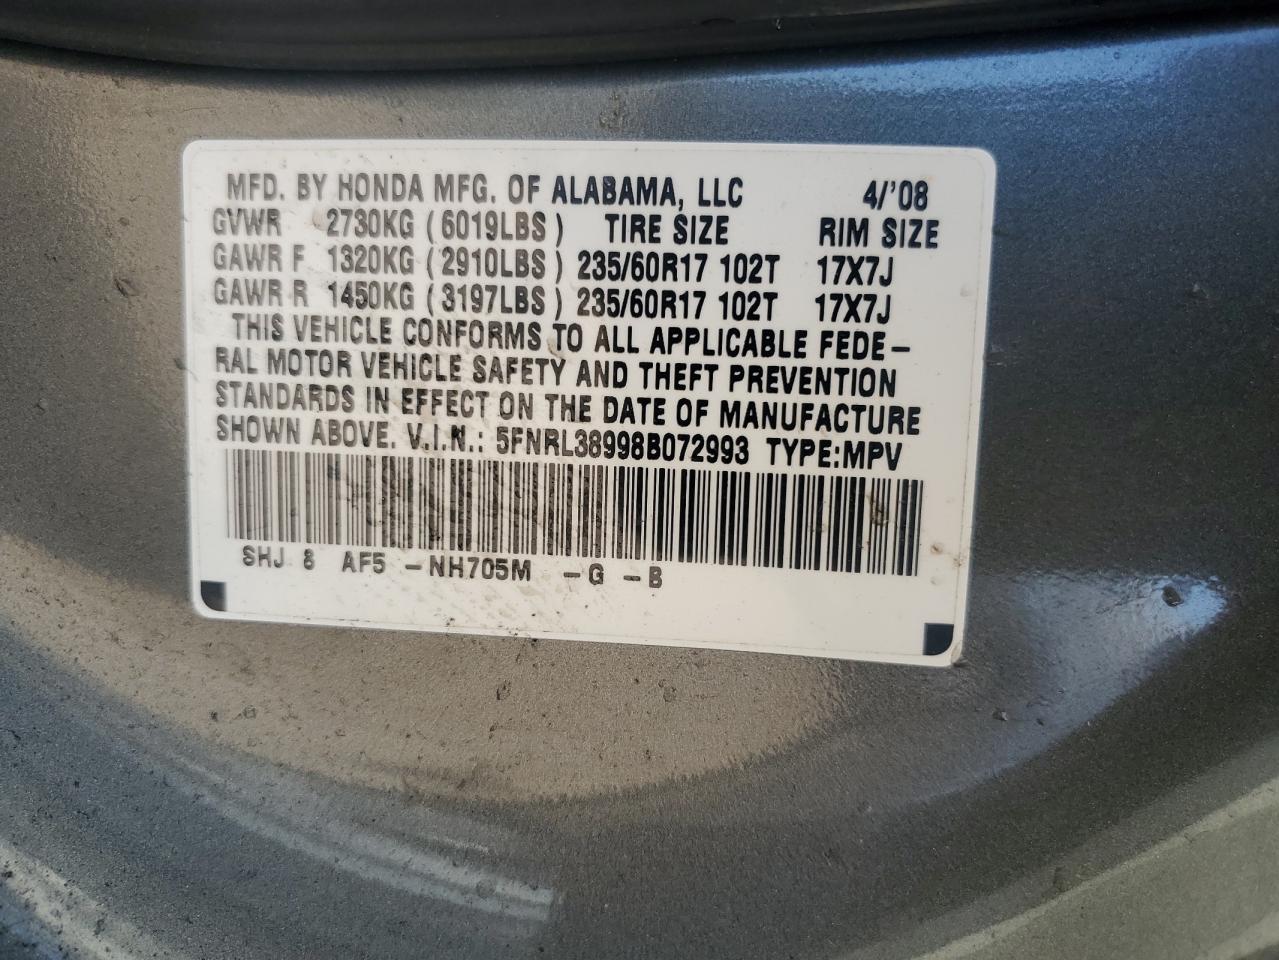 MFD. BY HONDA MFG. OF ALABAMA, LLC 4/'08
GVWR 2730KG (6019LBS) TIRE SIZE RIM SIZE
GAWR F 1320KG (2910LBS) 235/60R17 102T 17X7J
GAWR R 1450KG (3197LBS) 235/60R17 102T 17X7J
THIS VEHICLE CONFORMS TO ALL APPLICABLE FEDE-
RAL MOTOR VEHICLE SAFETY AND THEFT PREVENTION
STANDARDS IN EFFECT ON THE DATE OF MANUFACTURE
SHOWN ABOVE. V.I.N.: 5FNRL38998B072993 TYPE:MPV
SHJ 8 AF5 -NH705M -G -B